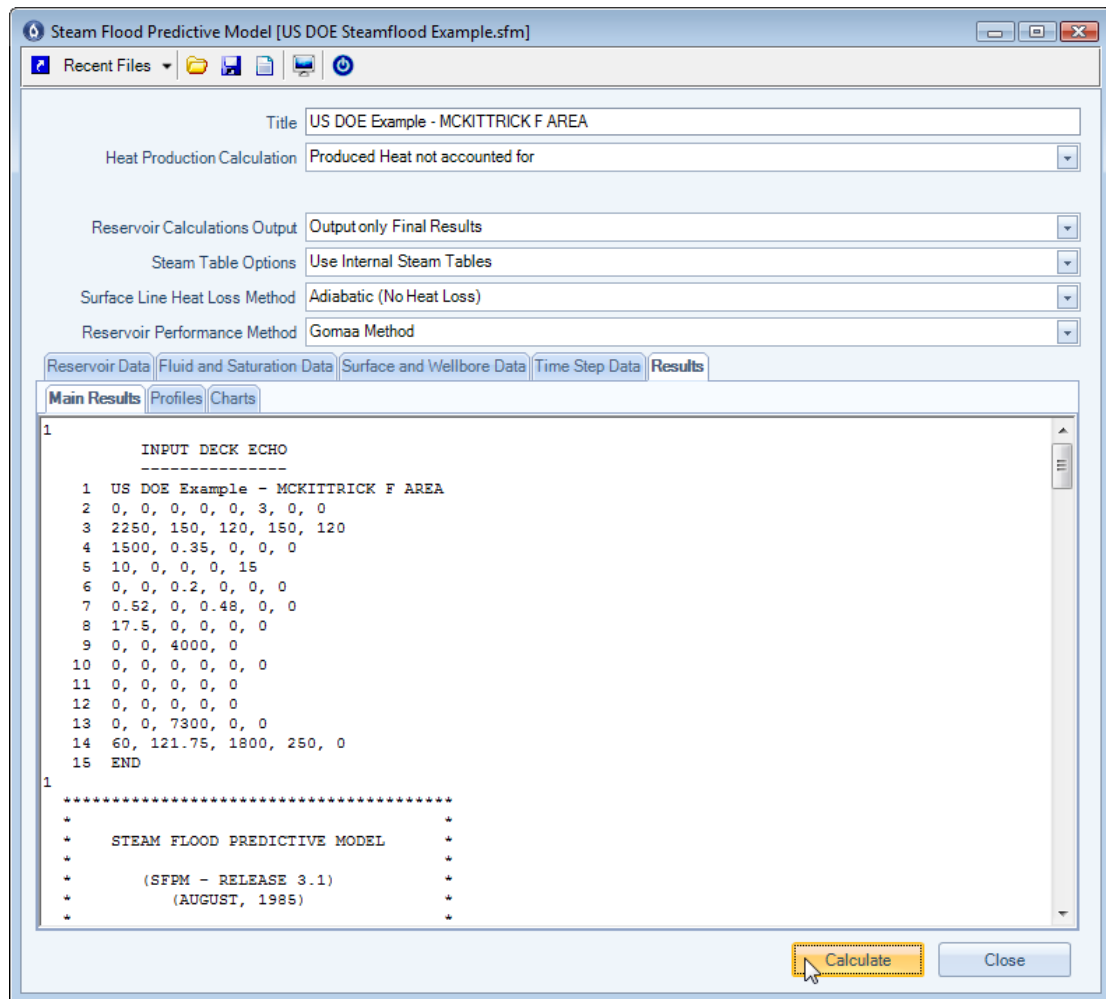 Steam Flood Predictive Model [US DOE Steamflood Example.sfm]
Recent Files
Title US DOE Example - MCKITTRICK F AREA
Heat Production Calculation Produced Heat not accounted for
Reservoir Calculations Output Output only Final Results
Steam Table Options Use Internal Steam Tables
Surface Line Heat Loss Method Adiabatic (No Heat Loss)
Reservoir Performance Method Gomaa Method
Reservoir Data Fluid and Saturation Data Surface and Wellbore Data Time Step Data Results
Main Results Profiles Charts
1
INPUT DECK ECHO
---------------
1 US DOE Example - MCKITTRICK F AREA
2 0, 0, 0, 0, 0, 3, 0, 0
3 2250, 150, 120, 150, 120
4 1500, 0.35, 0, 0, 0
5 10, 0, 0, 0, 15
6 0, 0, 0.2, 0, 0, 0
7 0.52, 0, 0.48, 0, 0
8 17.5, 0, 0, 0, 0
9 0, 0, 4000, 0
10 0, 0, 0, 0, 0, 0
11 0, 0, 0, 0, 0
12 0, 0, 0, 0, 0
13 0, 0, 7300, 0, 0
14 60, 121.75, 1800, 250, 0
15 END
1
****************************************
* *
* STEAM FLOOD PREDICTIVE MODEL *
* *
* (SFPM - RELEASE 3.1) *
* (AUGUST, 1985) *
* *
Calculate Close